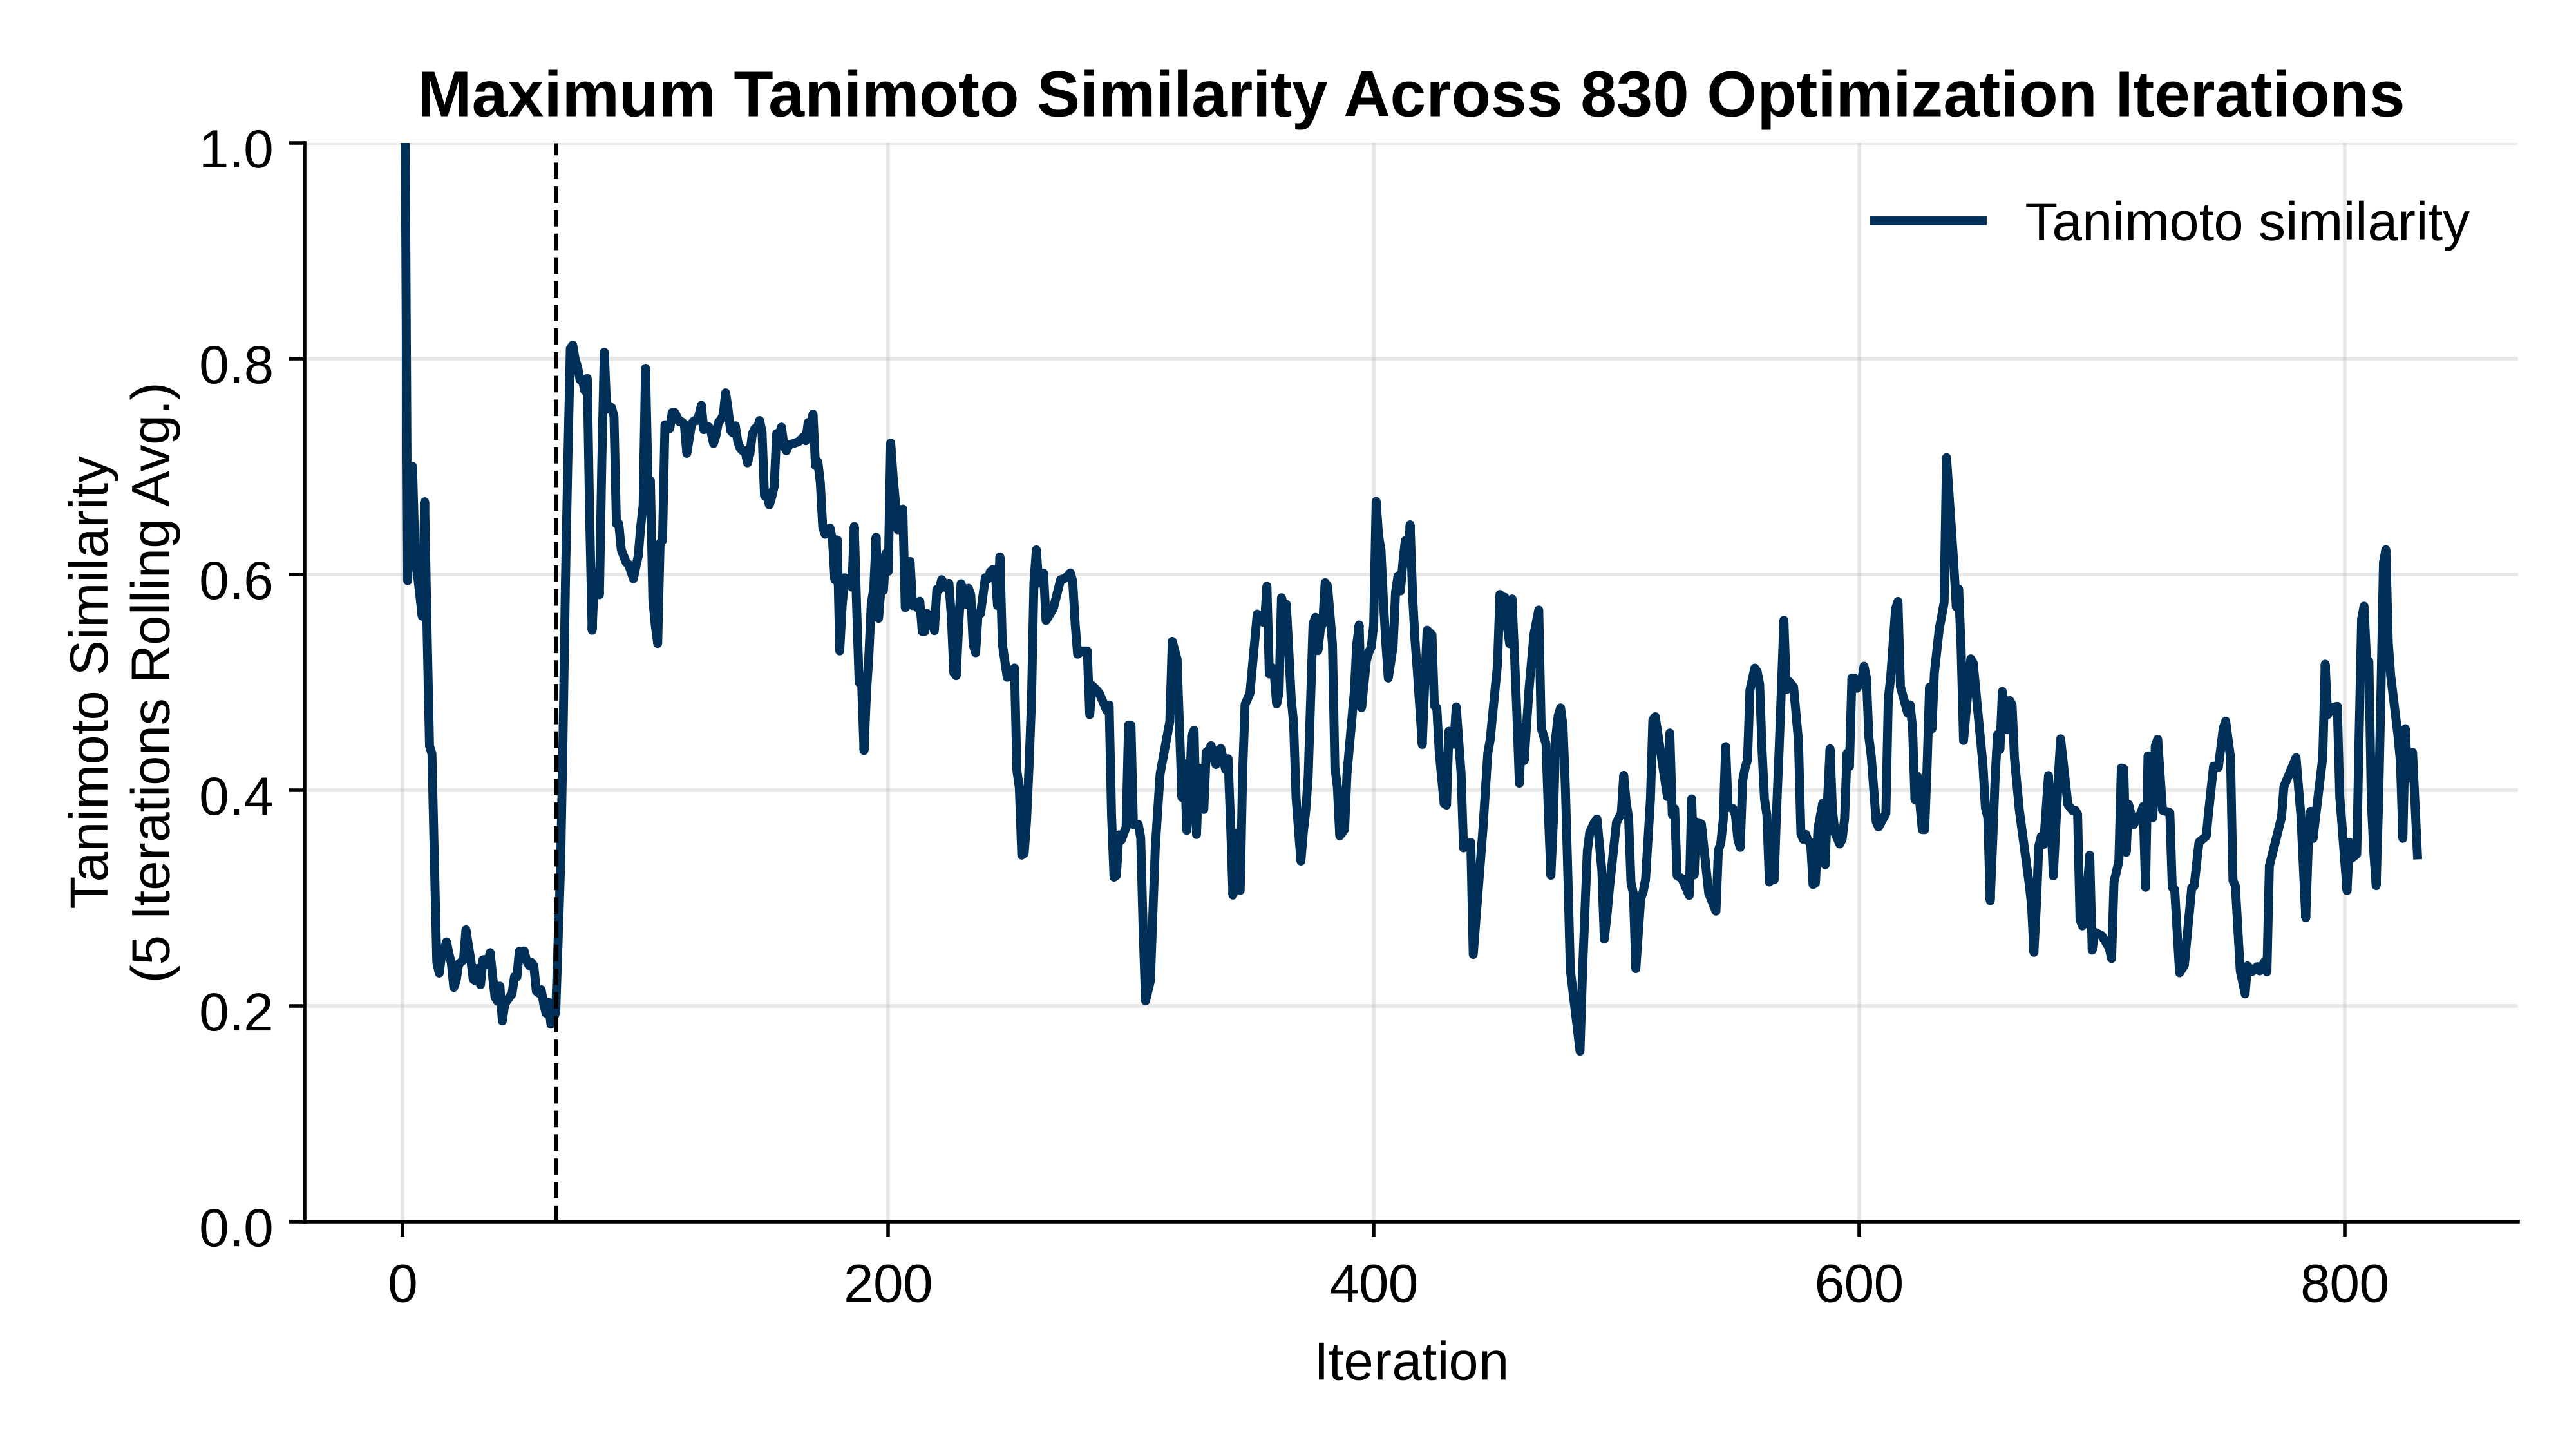 Maximum Tanimoto Similarity Across 830 Optimization Iterations
Tanimoto similarity
Tanimoto Similarity
(5 Iterations Rolling Avg.)
1.0
0.8
0.6
0.4
0.2
0.0
0 200 400 600 800
Iteration